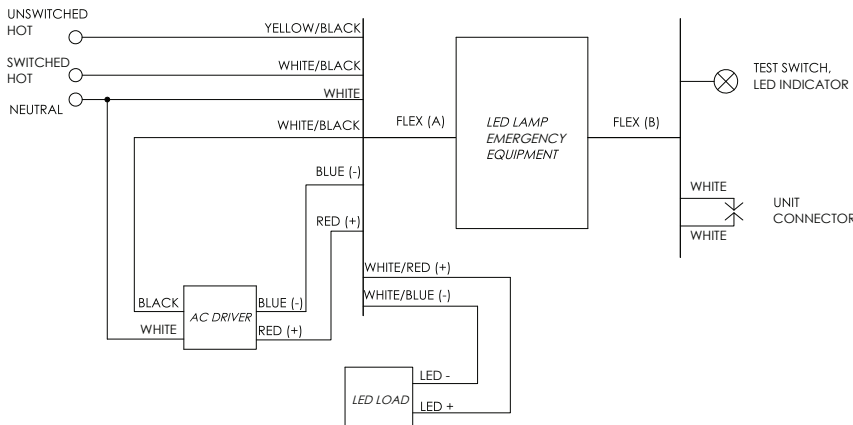 UNSWITCHED
HOT
YELLOW/BLACK
SWITCHED
HOT
WHITE/BLACK
NEUTRAL
WHITE
WHITE/BLACK
BLUE (-)
RED (+)
FLEX (A)
LED LAMP
EMERGENCY
EQUIPMENT
FLEX (B)
TEST SWITCH,
LED INDICATOR
WHITE
UNIT
CONNECTOR
WHITE
WHITE/RED (+)
WHITE/BLUE (-)
BLACK
WHITE
AC DRIVER
BLUE (-)
RED (+)
LED -
LED LOAD
LED +